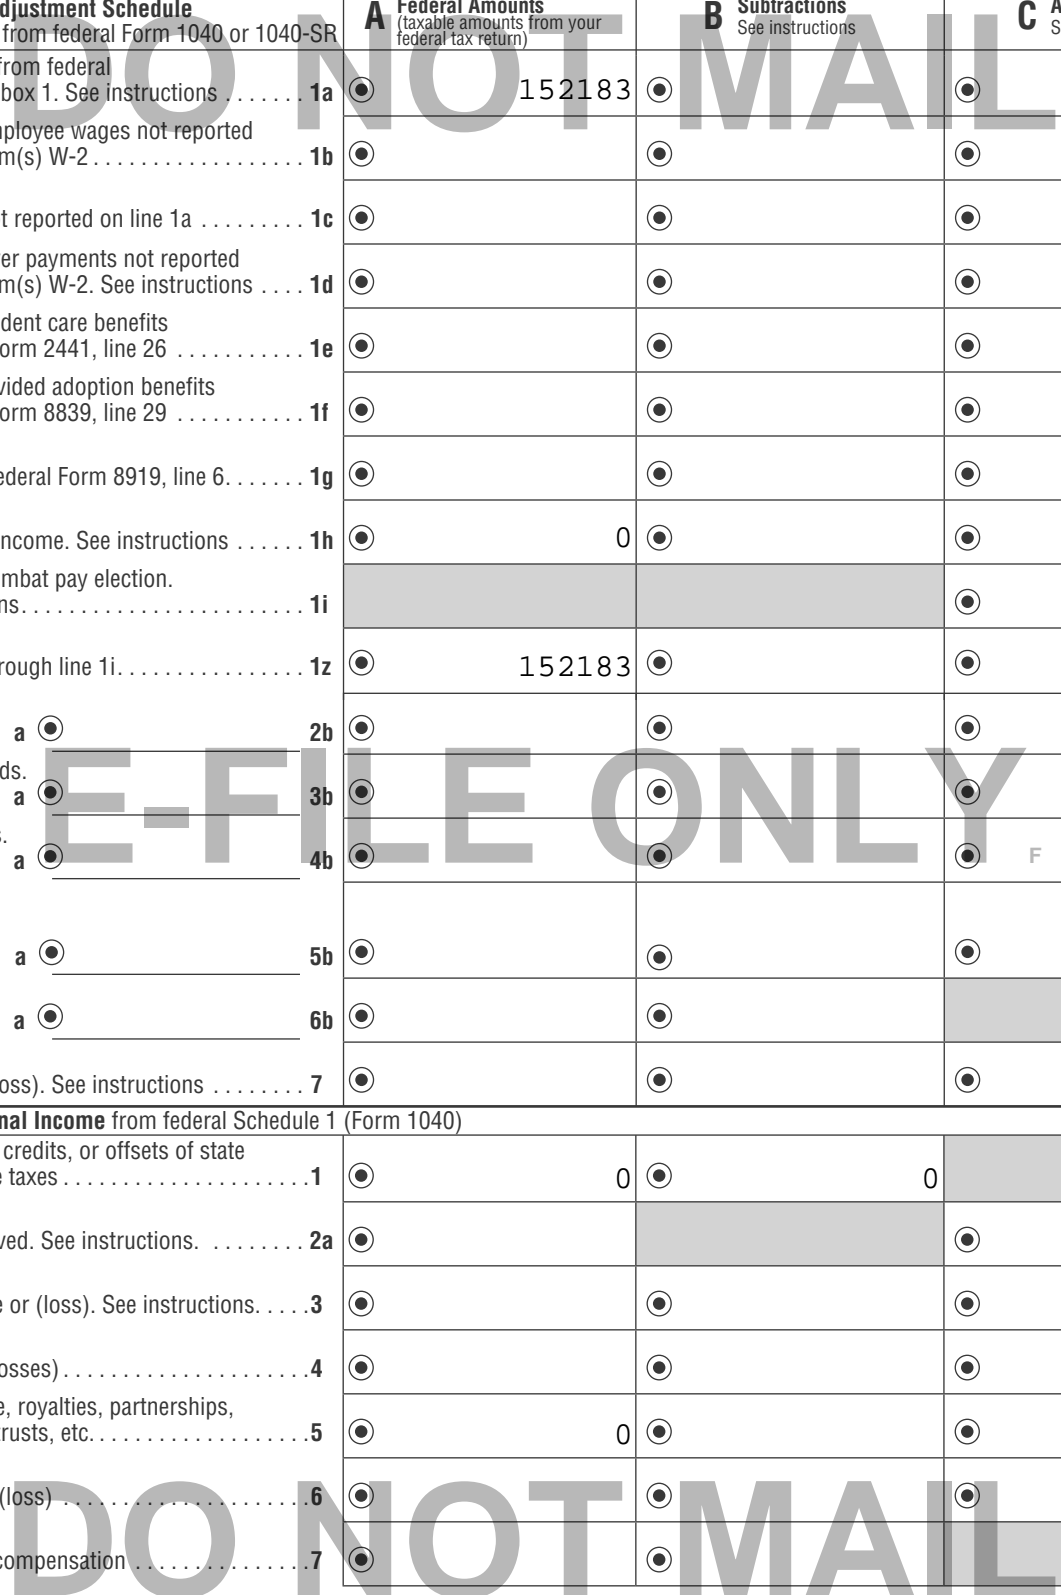 djustment Schedule
from federal Form 1040 or 1040-SR
A Federal Amounts
(taxable amounts from your
federal tax return)
B Subtractions
See instructions
C A
S
DO NOT MAIL
from federal
box 1. See instructions ....... 1a 152183
ployee wages not reported
m(s) W-2 .................. 1b
t reported on line 1a ......... 1c
er payments not reported
m(s) W-2. See instructions .... 1d
dent care benefits
orm 2441, line 26 ........... 1e
vided adoption benefits
orm 8839, line 29 ........... 1f
ederal Form 8919, line 6. ...... 1g
ncome. See instructions ...... 1h 0
mbat pay election.
ns. ....................... 1i
rough line 1i. ................ 1z 152183
a 2b
E-FILE ONLY
ds.
a 3b
s.
a 4b
F
a 5b
a 6b
oss). See instructions ........ 7
nal Income from federal Schedule 1 (Form 1040)
credits, or offsets of state
e taxes ..................... 1 0 0
ved. See instructions. ........ 2a
e or (loss). See instructions. .... 3
osses) ..................... 4
e, royalties, partnerships,
trusts, etc. .................. 5 0
DO NOT MAIL
(loss) ..................... 6
compensation ............... 7